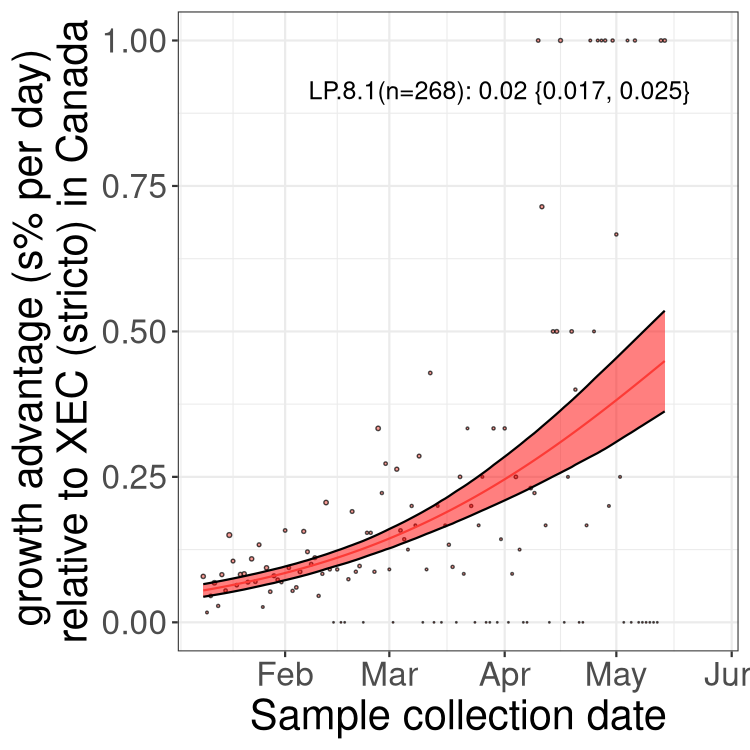 growth advantage (s% per day)
relative to XEC (stricto) in Canada
1.00
0.75
0.50
0.25
0.00
LP.8.1(n=268): 0.02 {0.017, 0.025}
Feb Mar Apr May Jun
Sample collection date